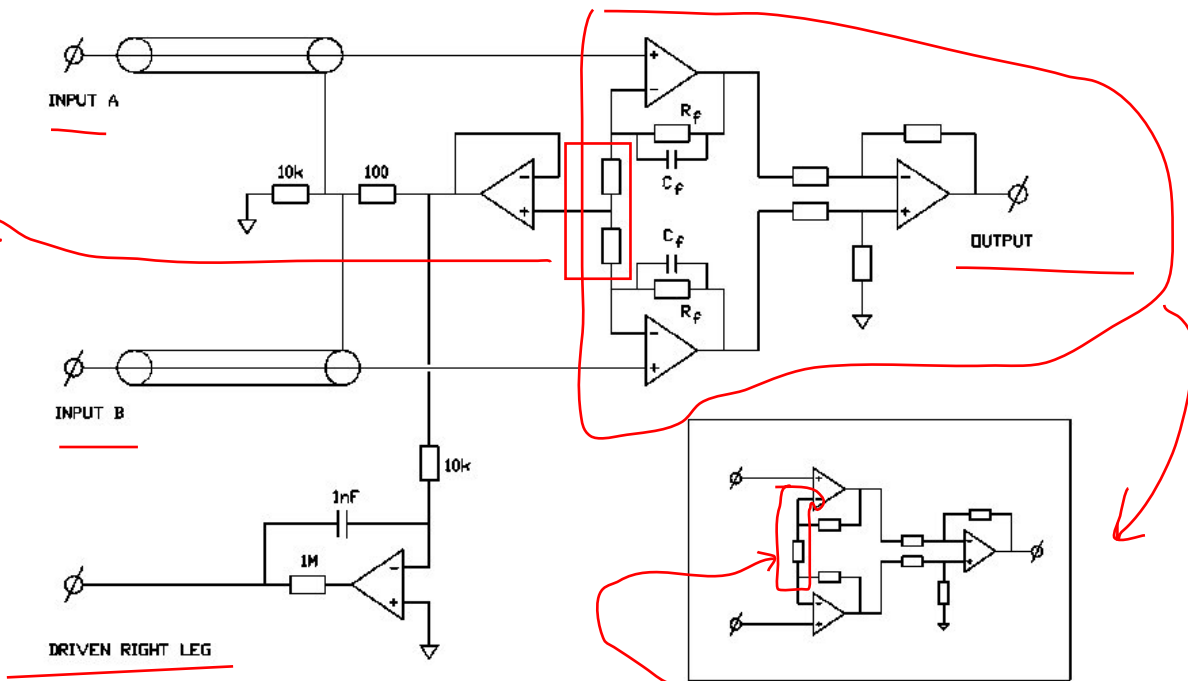 INPUT A
Rf
Cf
10k
100
OUTPUT
Cf
Rf
INPUT B
10k
1nF
1M
DRIVEN RIGHT LEG